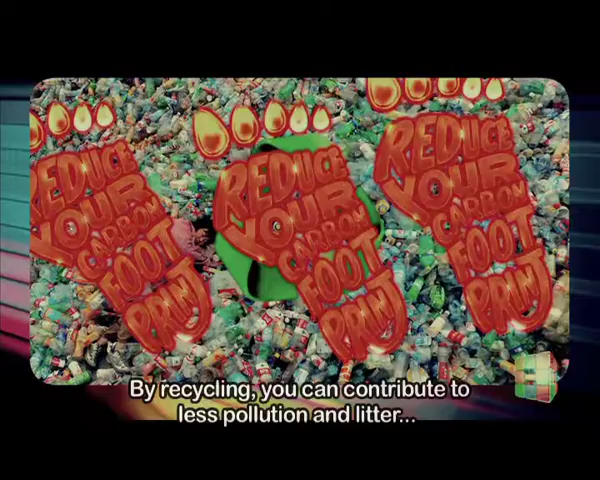 REDUCE
YOUR
CARBON
FOOT
PRINT
REDUCE
YOUR
CARBON
FOOT
PRINT
REDUCE
YOUR
CARBON
FOOT
PRINT
By recycling, you can contribute to
less pollution and litter...